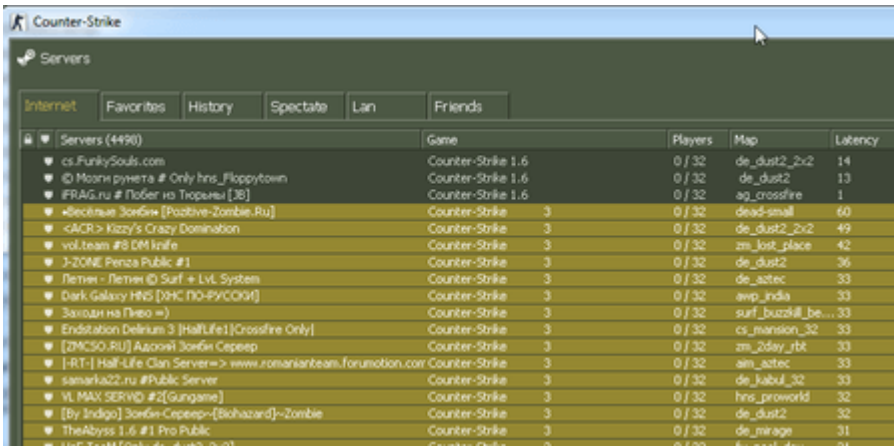 Counter-Strike
Servers
Internet Favorites History Spectate Lan Friends
Servers (4498) Game Players Map Latency
cs.FunkySouls.com Counter-Strike 1.6 0 / 32 de_dust2_2x2 14
© Мозги рунета # Only hns_Floppytown Counter-Strike 1.6 0 / 32 de_dust2 13
iFRAG.ru # Побег из Тюрьмы [JB] Counter-Strike 1.6 0 / 32 ag_crossfire 1
•Весёлые Зомби• [Pozitive-Zombie.Ru] Counter-Strike 3 0 / 32 dead-small 60
<ACR> Kizzy's Crazy Domination Counter-Strike 3 0 / 32 de_dust2_2x2 49
vol.team #8 DM knife Counter-Strike 3 0 / 32 zm_lost_place 42
J-ZONE Penza Public #1 Counter-Strike 3 0 / 32 de_dust2 36
Летим - Летим © Surf + LvL System Counter-Strike 3 0 / 32 de_aztec 33
Dark Galaxy HNS [ХНС ПО-РУССКИ] Counter-Strike 3 0 / 32 awp_india 33
Заходи на Пиво =) Counter-Strike 3 0 / 32 surf_buzzkill_be... 33
Endstation Delirium 3 |HalfLife1|Crossfire Only| Counter-Strike 3 0 / 32 cs_mansion_32 33
[ZMCSO.RU] Адский Зомби Сервер Counter-Strike 3 0 / 32 zm_2day_rbt 33
|-RT-| Half-Life Clan Server=> www.romanianteam.forumotion.com Counter-Strike 3 0 / 32 aim_aztec 33
samarka22.ru #Public Server Counter-Strike 3 0 / 32 de_kabul_32 33
VL MAX SERV© #2[Gungame] Counter-Strike 3 0 / 32 hns_proworld 32
[By Indigo] Зомби-Сервер~[Biohazard]~Zombie Counter-Strike 3 0 / 32 de_dust2 32
TheAbyss 1.6 #1 Pro Public Counter-Strike 3 0 / 32 de_mirage 31